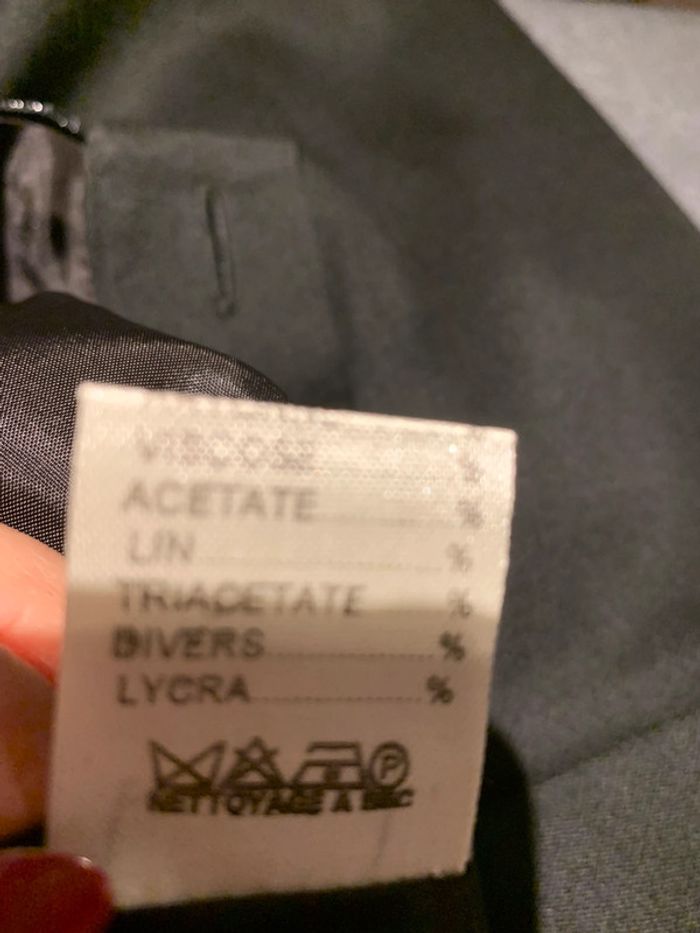 VISCOSE %
ACETATE %
LIN %
TRIACETATE %
DIVERS %
LYCRA %
P
NETTOYAGE A SEC